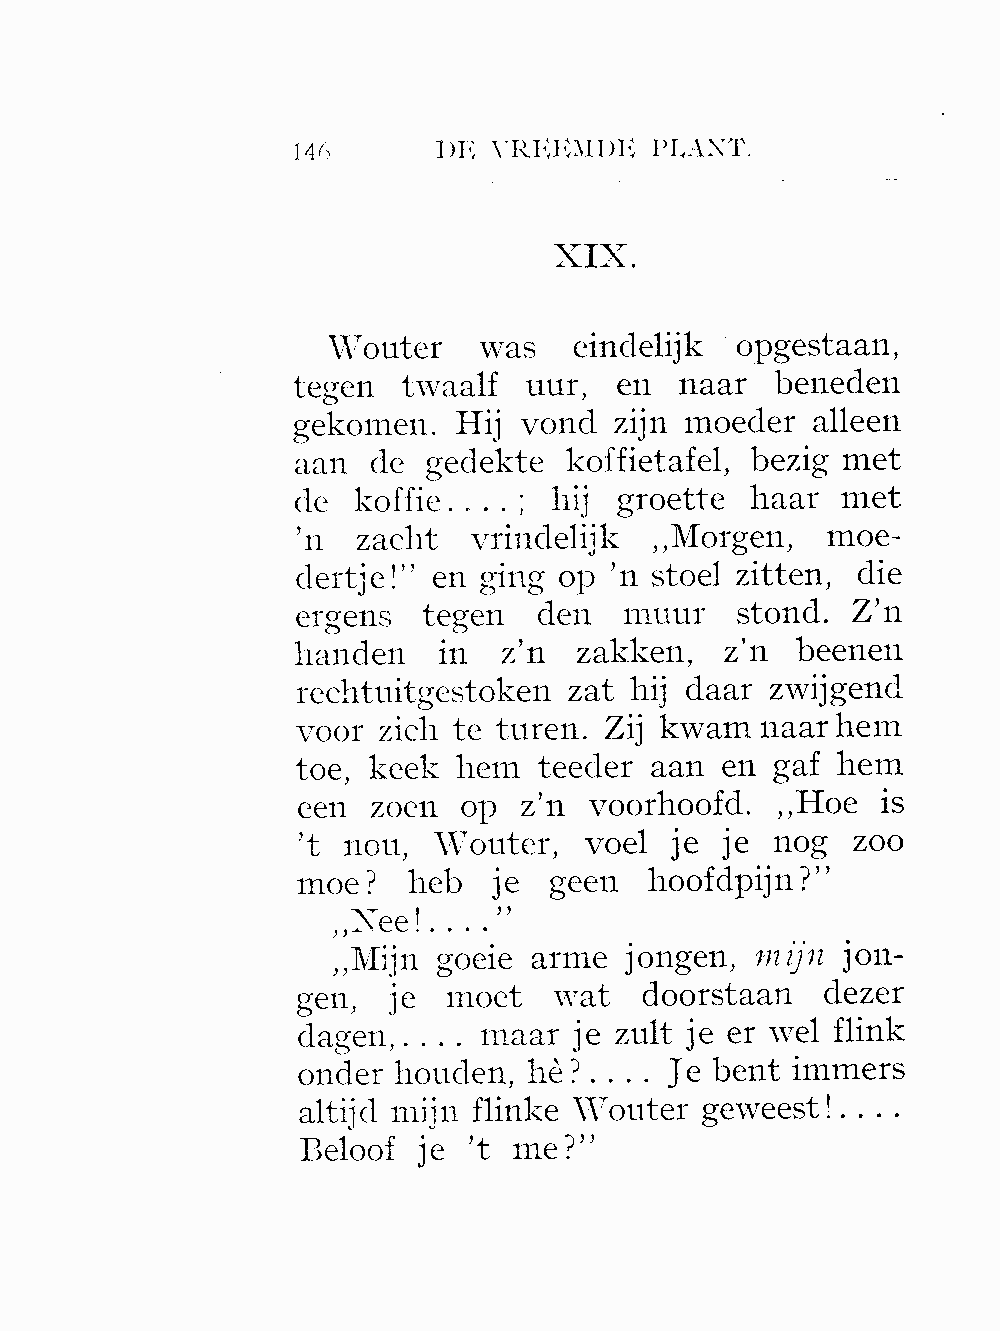 146 DE VREEMDE PLANT.
XIX.
Wouter was eindelijk opgestaan,
tegen twaalf uur, en naar beneden
gekomen. Hij vond zijn moeder alleen
aan de gedekte koffietafel, bezig met
de koffie....; hij groette haar met
'n zacht vrindelijk ,,Morgen, moe-
dertje!” en ging op 'n stoel zitten, die
ergens tegen den muur stond. Z'n
handen in z'n zakken, z'n beenen
rechtuitgestoken zat hij daar zwijgend
voor zich te turen. Zij kwam naar hem
toe, keek hem teeder aan en gaf hem
een zoen op z'n voorhoofd. ,,Hoe is
't nou, Wouter, voel je je nog zoo
moe? heb je geen hoofdpijn?”
,,Nee!....”
,,Mijn goeie arme jongen, mijn jon-
gen, je moet wat doorstaan dezer
dagen,.... maar je zult je er wel flink
onder houden, hè?.... Je bent immers
altijd mijn flinke Wouter geweest!....
Beloof je 't me?”